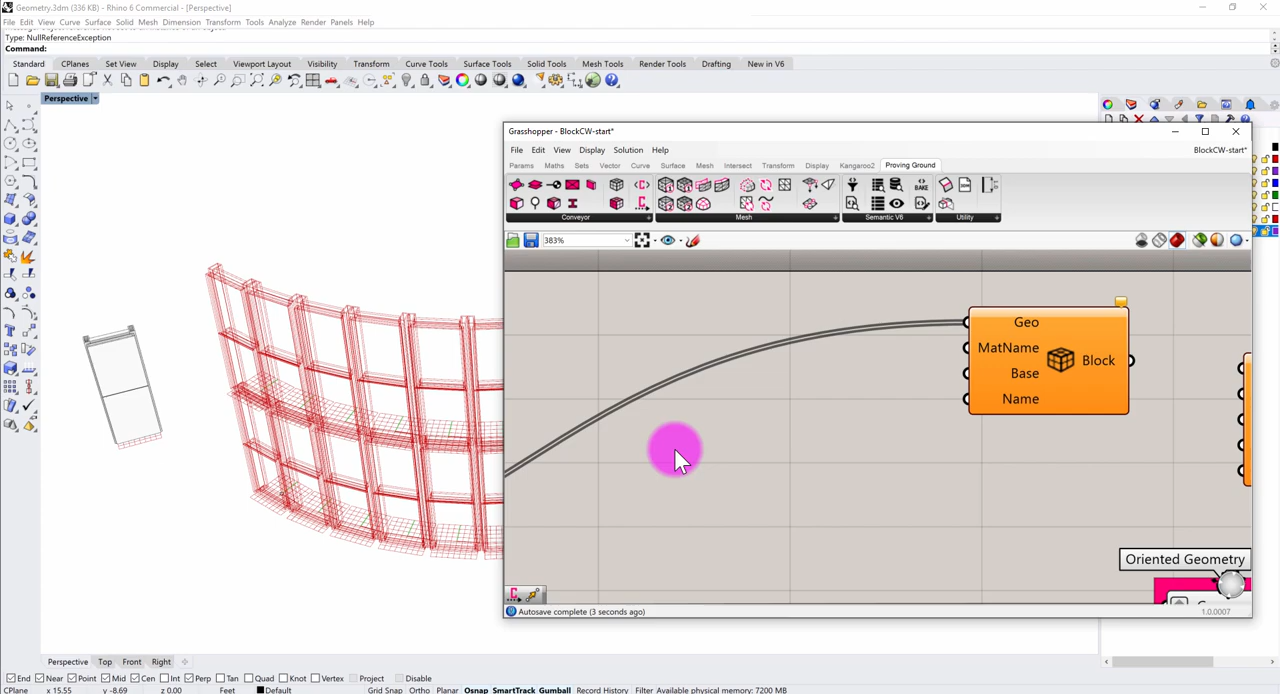 Geometry.3dm (336 KB) - Rhino 6 Commercial - [Perspective]
File Edit View Curve Surface Solid Mesh Dimension Transform Tools Analyze Render Panels Help
Type: NullReferenceException
Command:
Standard CPlanes Set View Display Select Viewport Layout Visibility Transform Curve Tools Surface Tools Solid Tools Mesh Tools Render Tools Drafting New in V6
Perspective
Grasshopper - BlockCW-start*
File Edit View Display Solution Help
BlockCW-start*
Params Maths Sets Vector Curve Surface Mesh Intersect Transform Display Kangaroo2 Proving Ground
BAKE
Conveyor Mesh Semantic V6 Utility
383%
Geo
MatName
Block
Base
Name
Oriented Geometry
Autosave complete (3 seconds ago)
1.0.0007
Perspective Top Front Right
End Near Point Mid Cen Int Perp Tan Quad Knot Vertex Project Disable
CPlane x 15.55 y -8.69 z 0.00 Feet Default Grid Snap Ortho Planar Osnap SmartTrack Gumball Record History Filter Available physical memory: 7200 MB